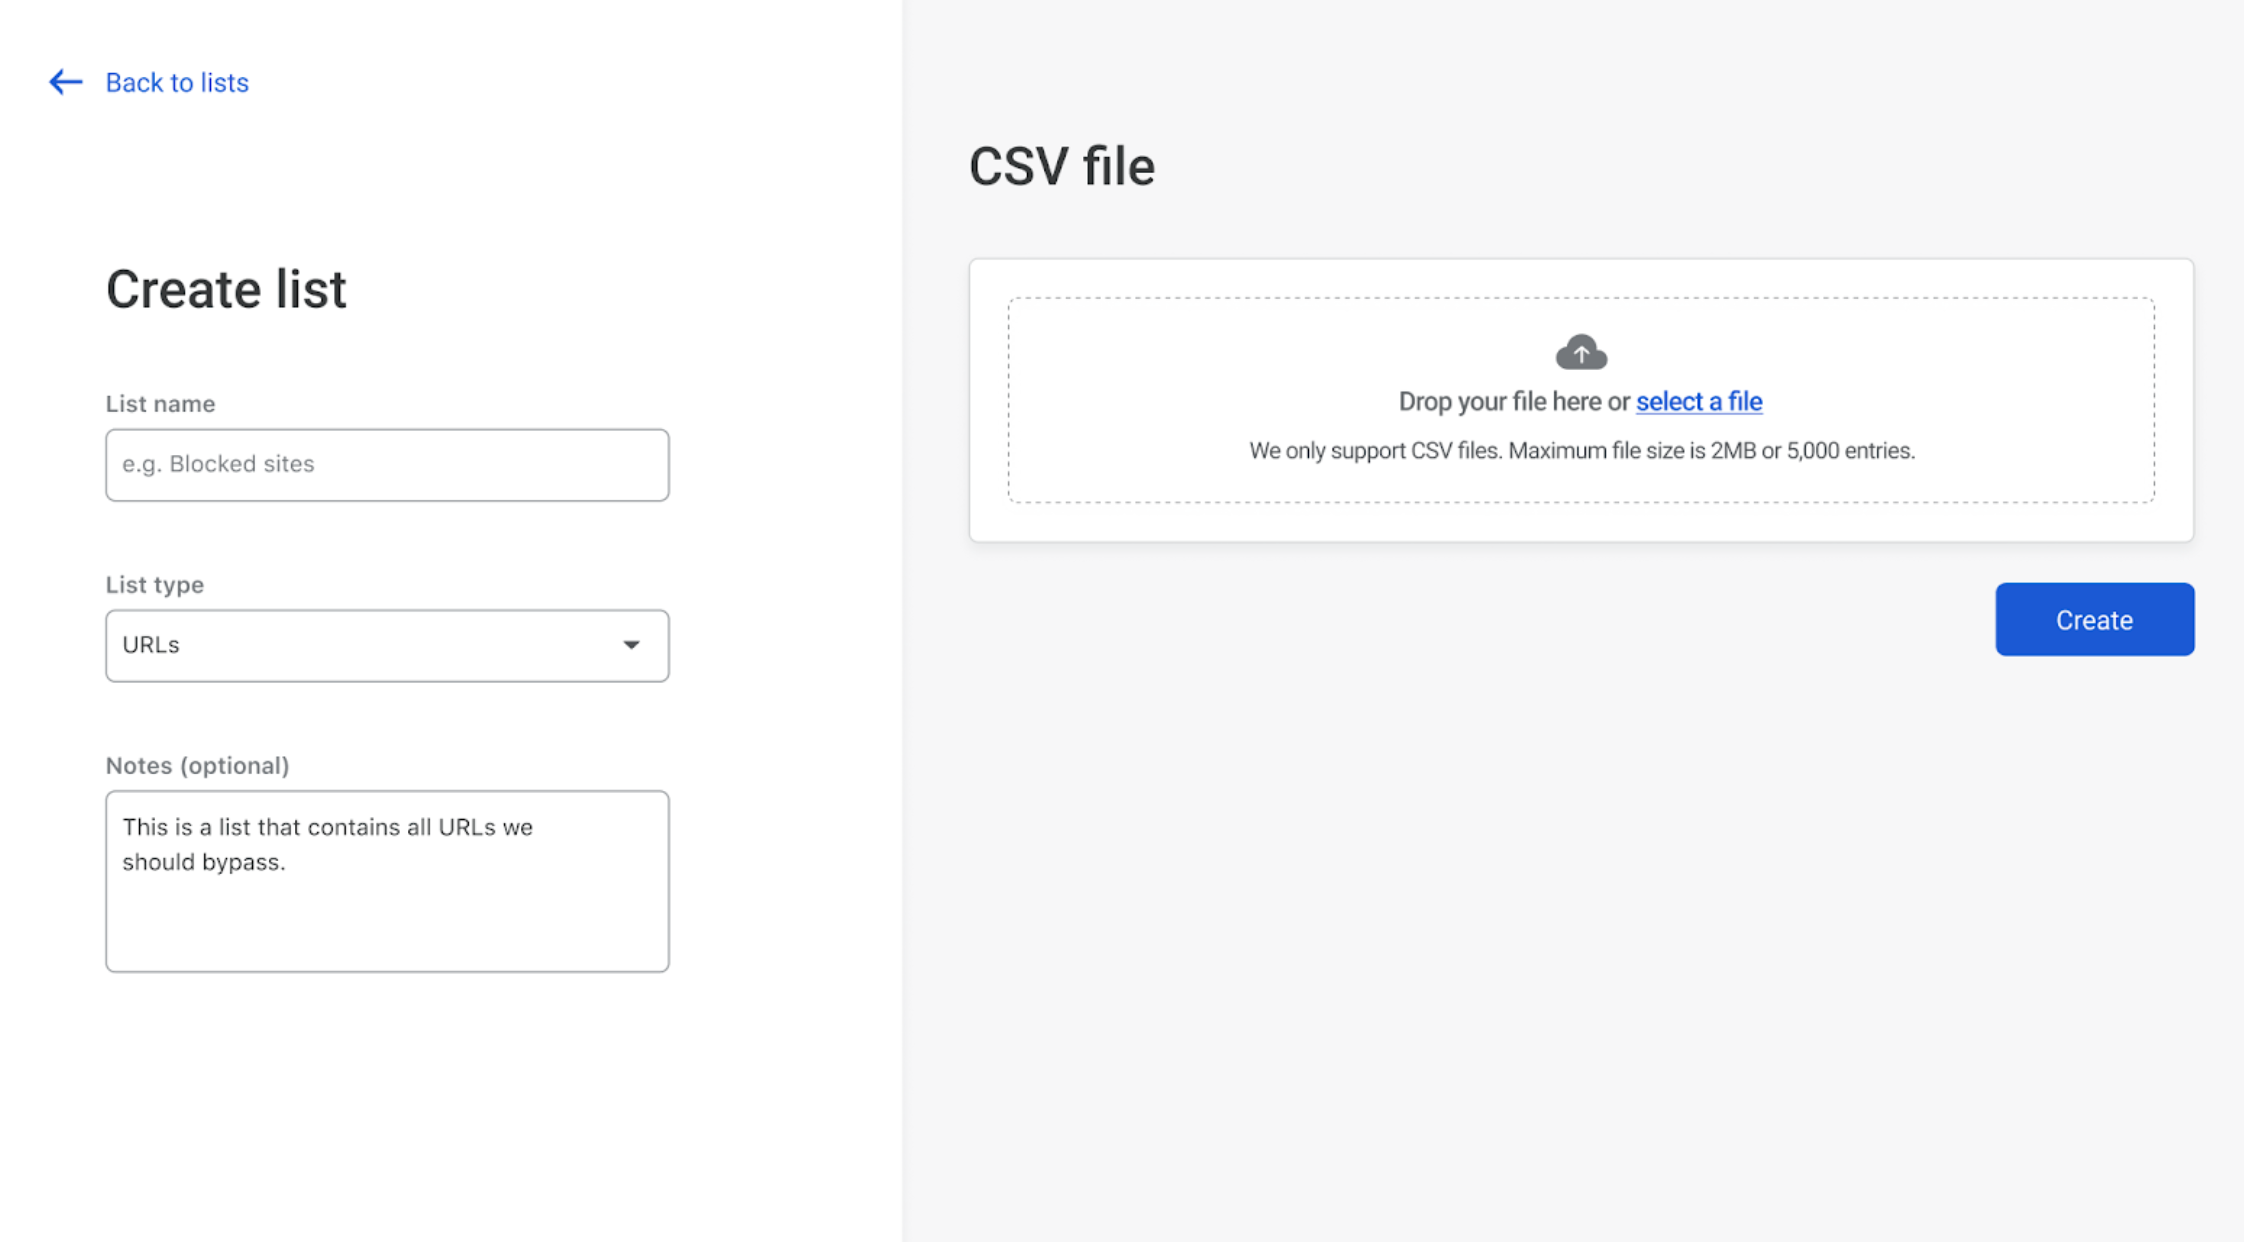 Back to lists
Create list
List name
e.g. Blocked sites
List type
URLs
Notes (optional)
This is a list that contains all URLs we
should bypass.
CSV file
Drop your file here or select a file
We only support CSV files. Maximum file size is 2MB or 5,000 entries.
Create